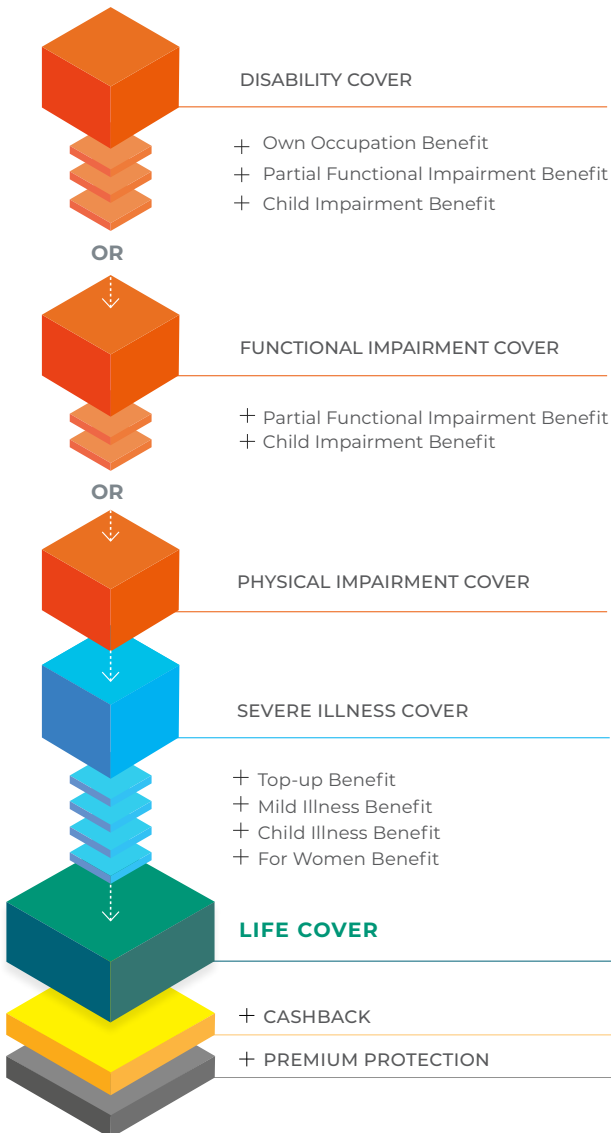 DISABILITY COVER
+ Own Occupation Benefit
+ Partial Functional Impairment Benefit
+ Child Impairment Benefit
OR
FUNCTIONAL IMPAIRMENT COVER
+ Partial Functional Impairment Benefit
+ Child Impairment Benefit
OR
PHYSICAL IMPAIRMENT COVER
SEVERE ILLNESS COVER
+ Top-up Benefit
+ Mild Illness Benefit
+ Child Illness Benefit
+ For Women Benefit
LIFE COVER
+ CASHBACK
+ PREMIUM PROTECTION